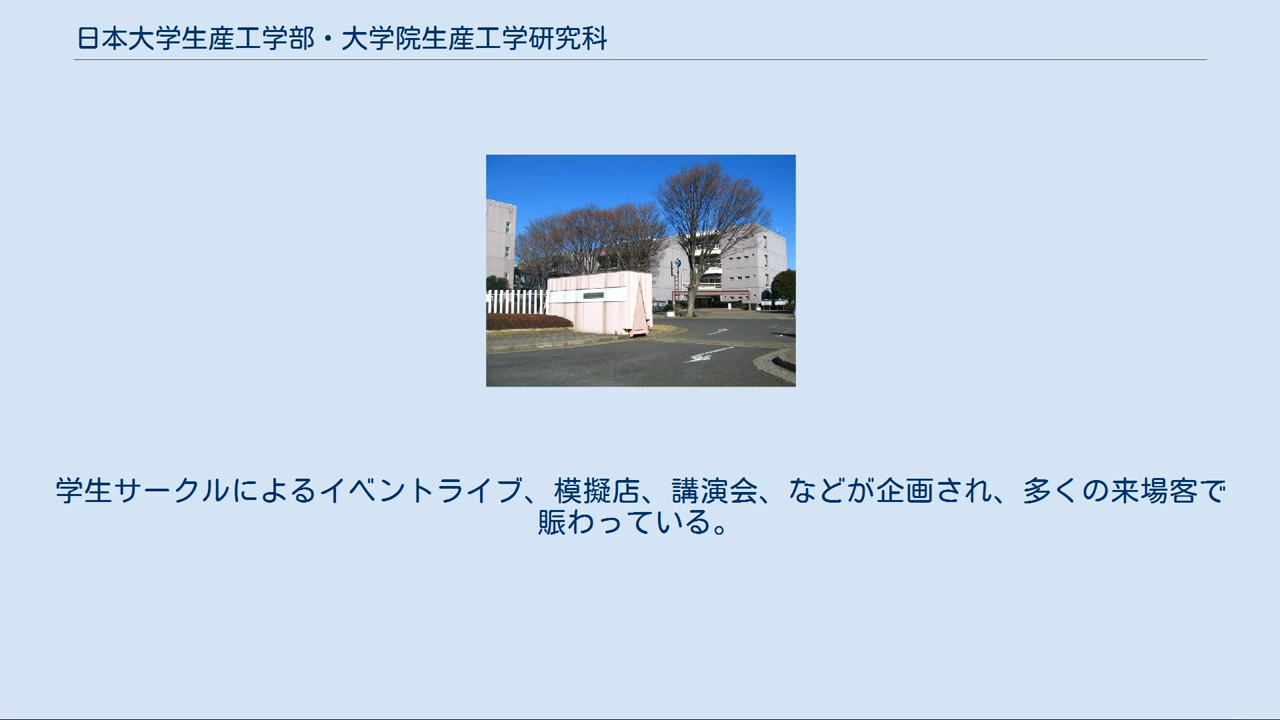 日本大学生産工学部・大学院生産工学研究科
学生サークルによるイベントライブ、模擬店、講演会、などが企画され、多くの来場客で
賑わっている。